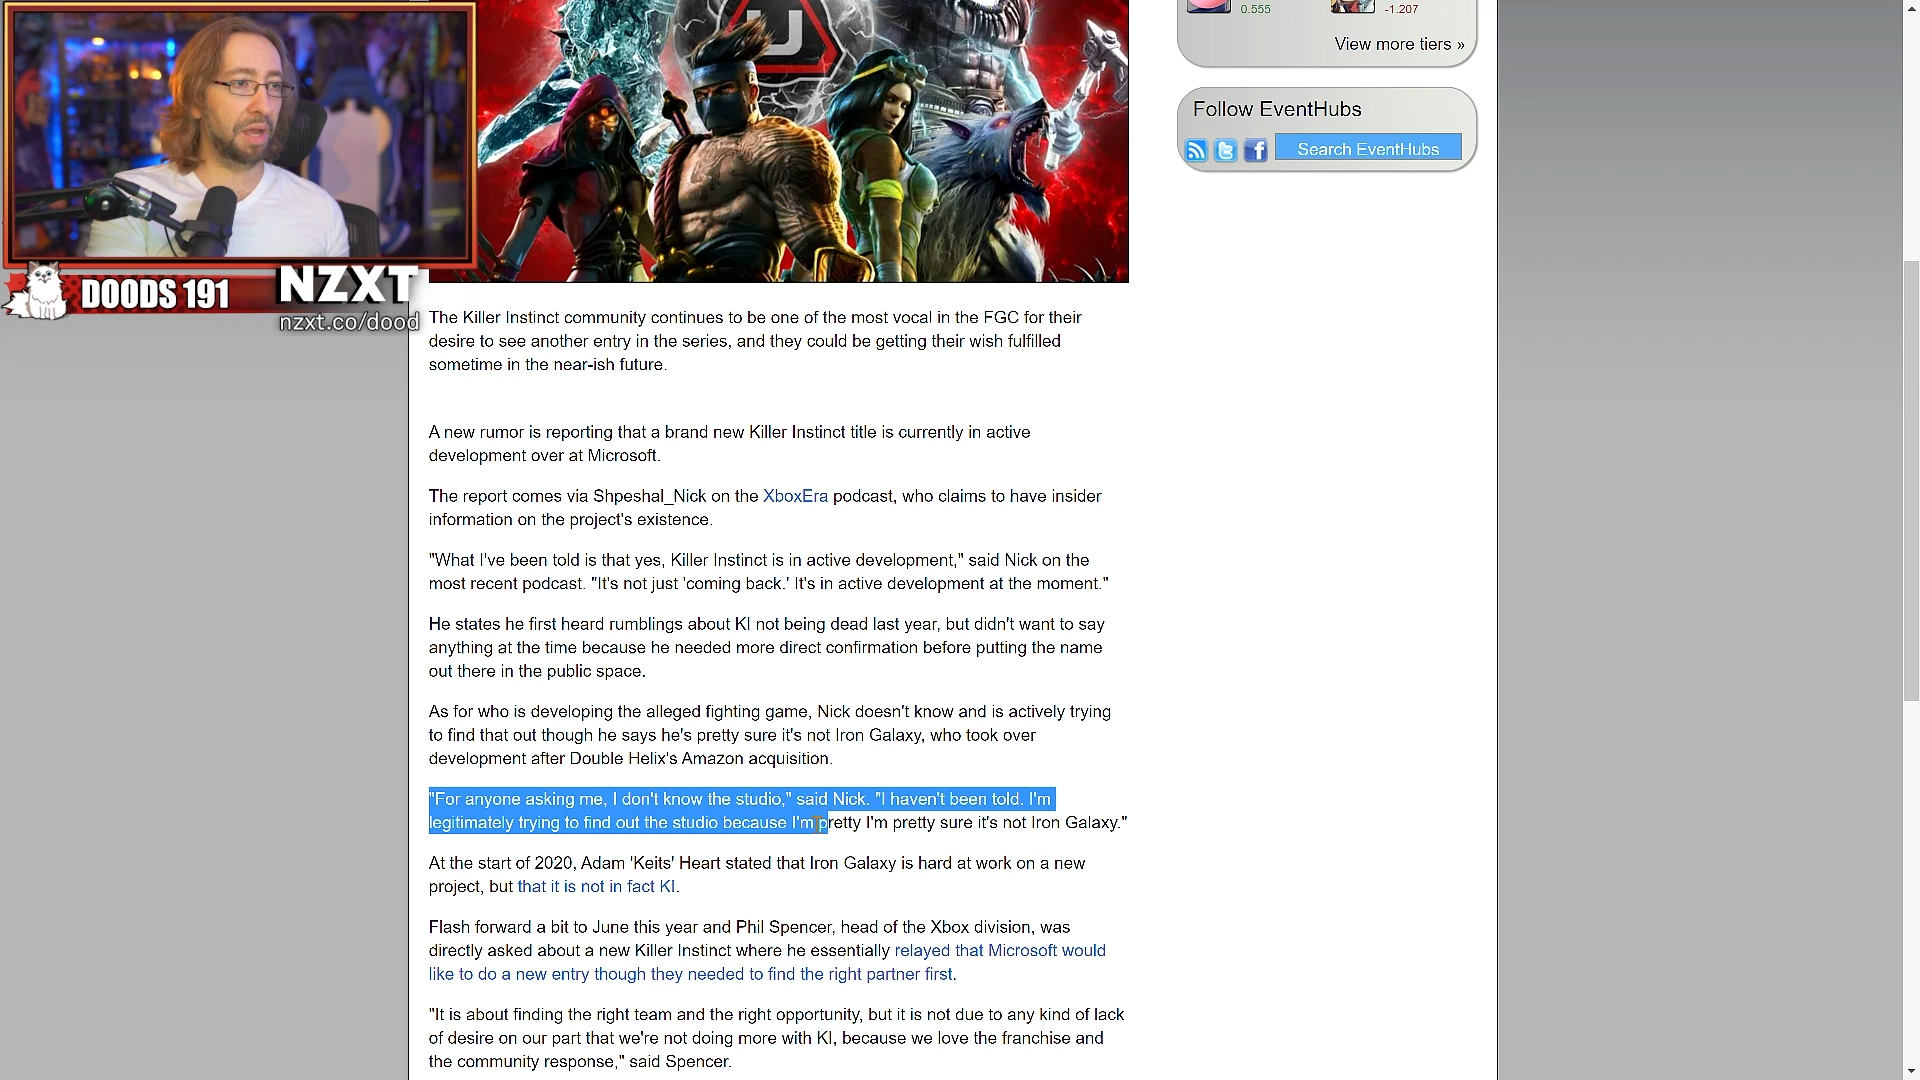 DOODS 191
NZXT
nzxt.co/dood
U
0.555
-1.207
View more tiers »
Follow EventHubs
Search EventHubs
The Killer Instinct community continues to be one of the most vocal in the FGC for their
desire to see another entry in the series, and they could be getting their wish fulfilled
sometime in the near-ish future.
A new rumor is reporting that a brand new Killer Instinct title is currently in active
development over at Microsoft.
The report comes via Shpeshal_Nick on the XboxEra podcast, who claims to have insider
information on the project's existence.
"What I've been told is that yes, Killer Instinct is in active development," said Nick on the
most recent podcast. "It's not just 'coming back.' It's in active development at the moment."
He states he first heard rumblings about KI not being dead last year, but didn't want to say
anything at the time because he needed more direct confirmation before putting the name
out there in the public space.
As for who is developing the alleged fighting game, Nick doesn't know and is actively trying
to find that out though he says he's pretty sure it's not Iron Galaxy, who took over
development after Double Helix's Amazon acquisition.
"For anyone asking me, I don't know the studio," said Nick. "I haven't been told. I'm
legitimately trying to find out the studio because I'm pretty I'm pretty sure it's not Iron Galaxy."
At the start of 2020, Adam 'Keits' Heart stated that Iron Galaxy is hard at work on a new
project, but that it is not in fact KI.
Flash forward a bit to June this year and Phil Spencer, head of the Xbox division, was
directly asked about a new Killer Instinct where he essentially relayed that Microsoft would
like to do a new entry though they needed to find the right partner first.
"It is about finding the right team and the right opportunity, but it is not due to any kind of lack
of desire on our part that we're not doing more with KI, because we love the franchise and
the community response," said Spencer.